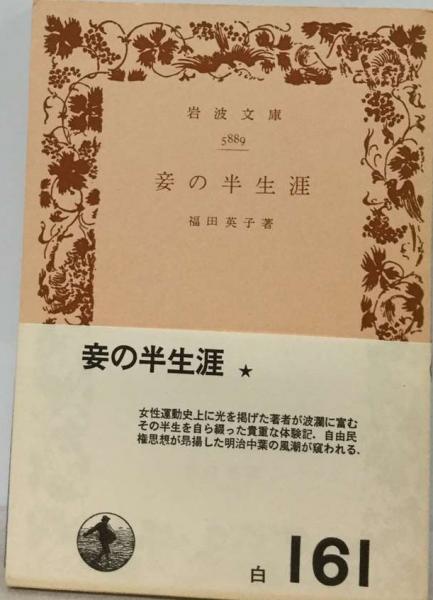 岩波文庫
5889
妾の半生涯
福田英子著
妾の半生涯 ★
女性運動史上に光を掲げた著者が波瀾に富む
その半生を自ら綴った貴重な体験記．自由民
権思想が昂揚した明治中葉の風潮が窺われる．
白 161